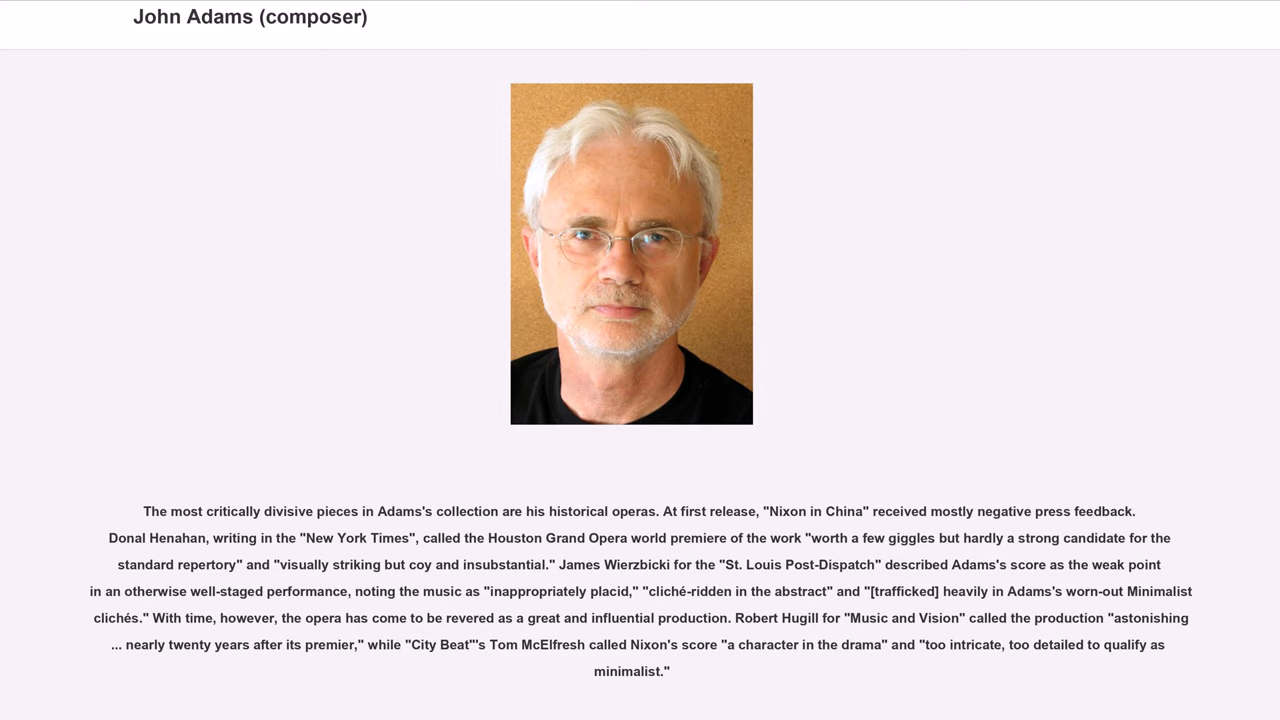 John Adams (composer)
The most critically divisive pieces in Adams's collection are his historical operas. At first release, "Nixon in China" received mostly negative press feedback.
Donal Henahan, writing in the "New York Times", called the Houston Grand Opera world premiere of the work "worth a few giggles but hardly a strong candidate for the
standard repertory" and "visually striking but coy and insubstantial." James Wierzbicki for the "St. Louis Post-Dispatch" described Adams's score as the weak point
in an otherwise well-staged performance, noting the music as "inappropriately placid," "cliché-ridden in the abstract" and "[trafficked] heavily in Adams's worn-out Minimalist
clichés." With time, however, the opera has come to be revered as a great and influential production. Robert Hugill for "Music and Vision" called the production "astonishing
... nearly twenty years after its premier," while "City Beat"'s Tom McElfresh called Nixon's score "a character in the drama" and "too intricate, too detailed to qualify as
minimalist."